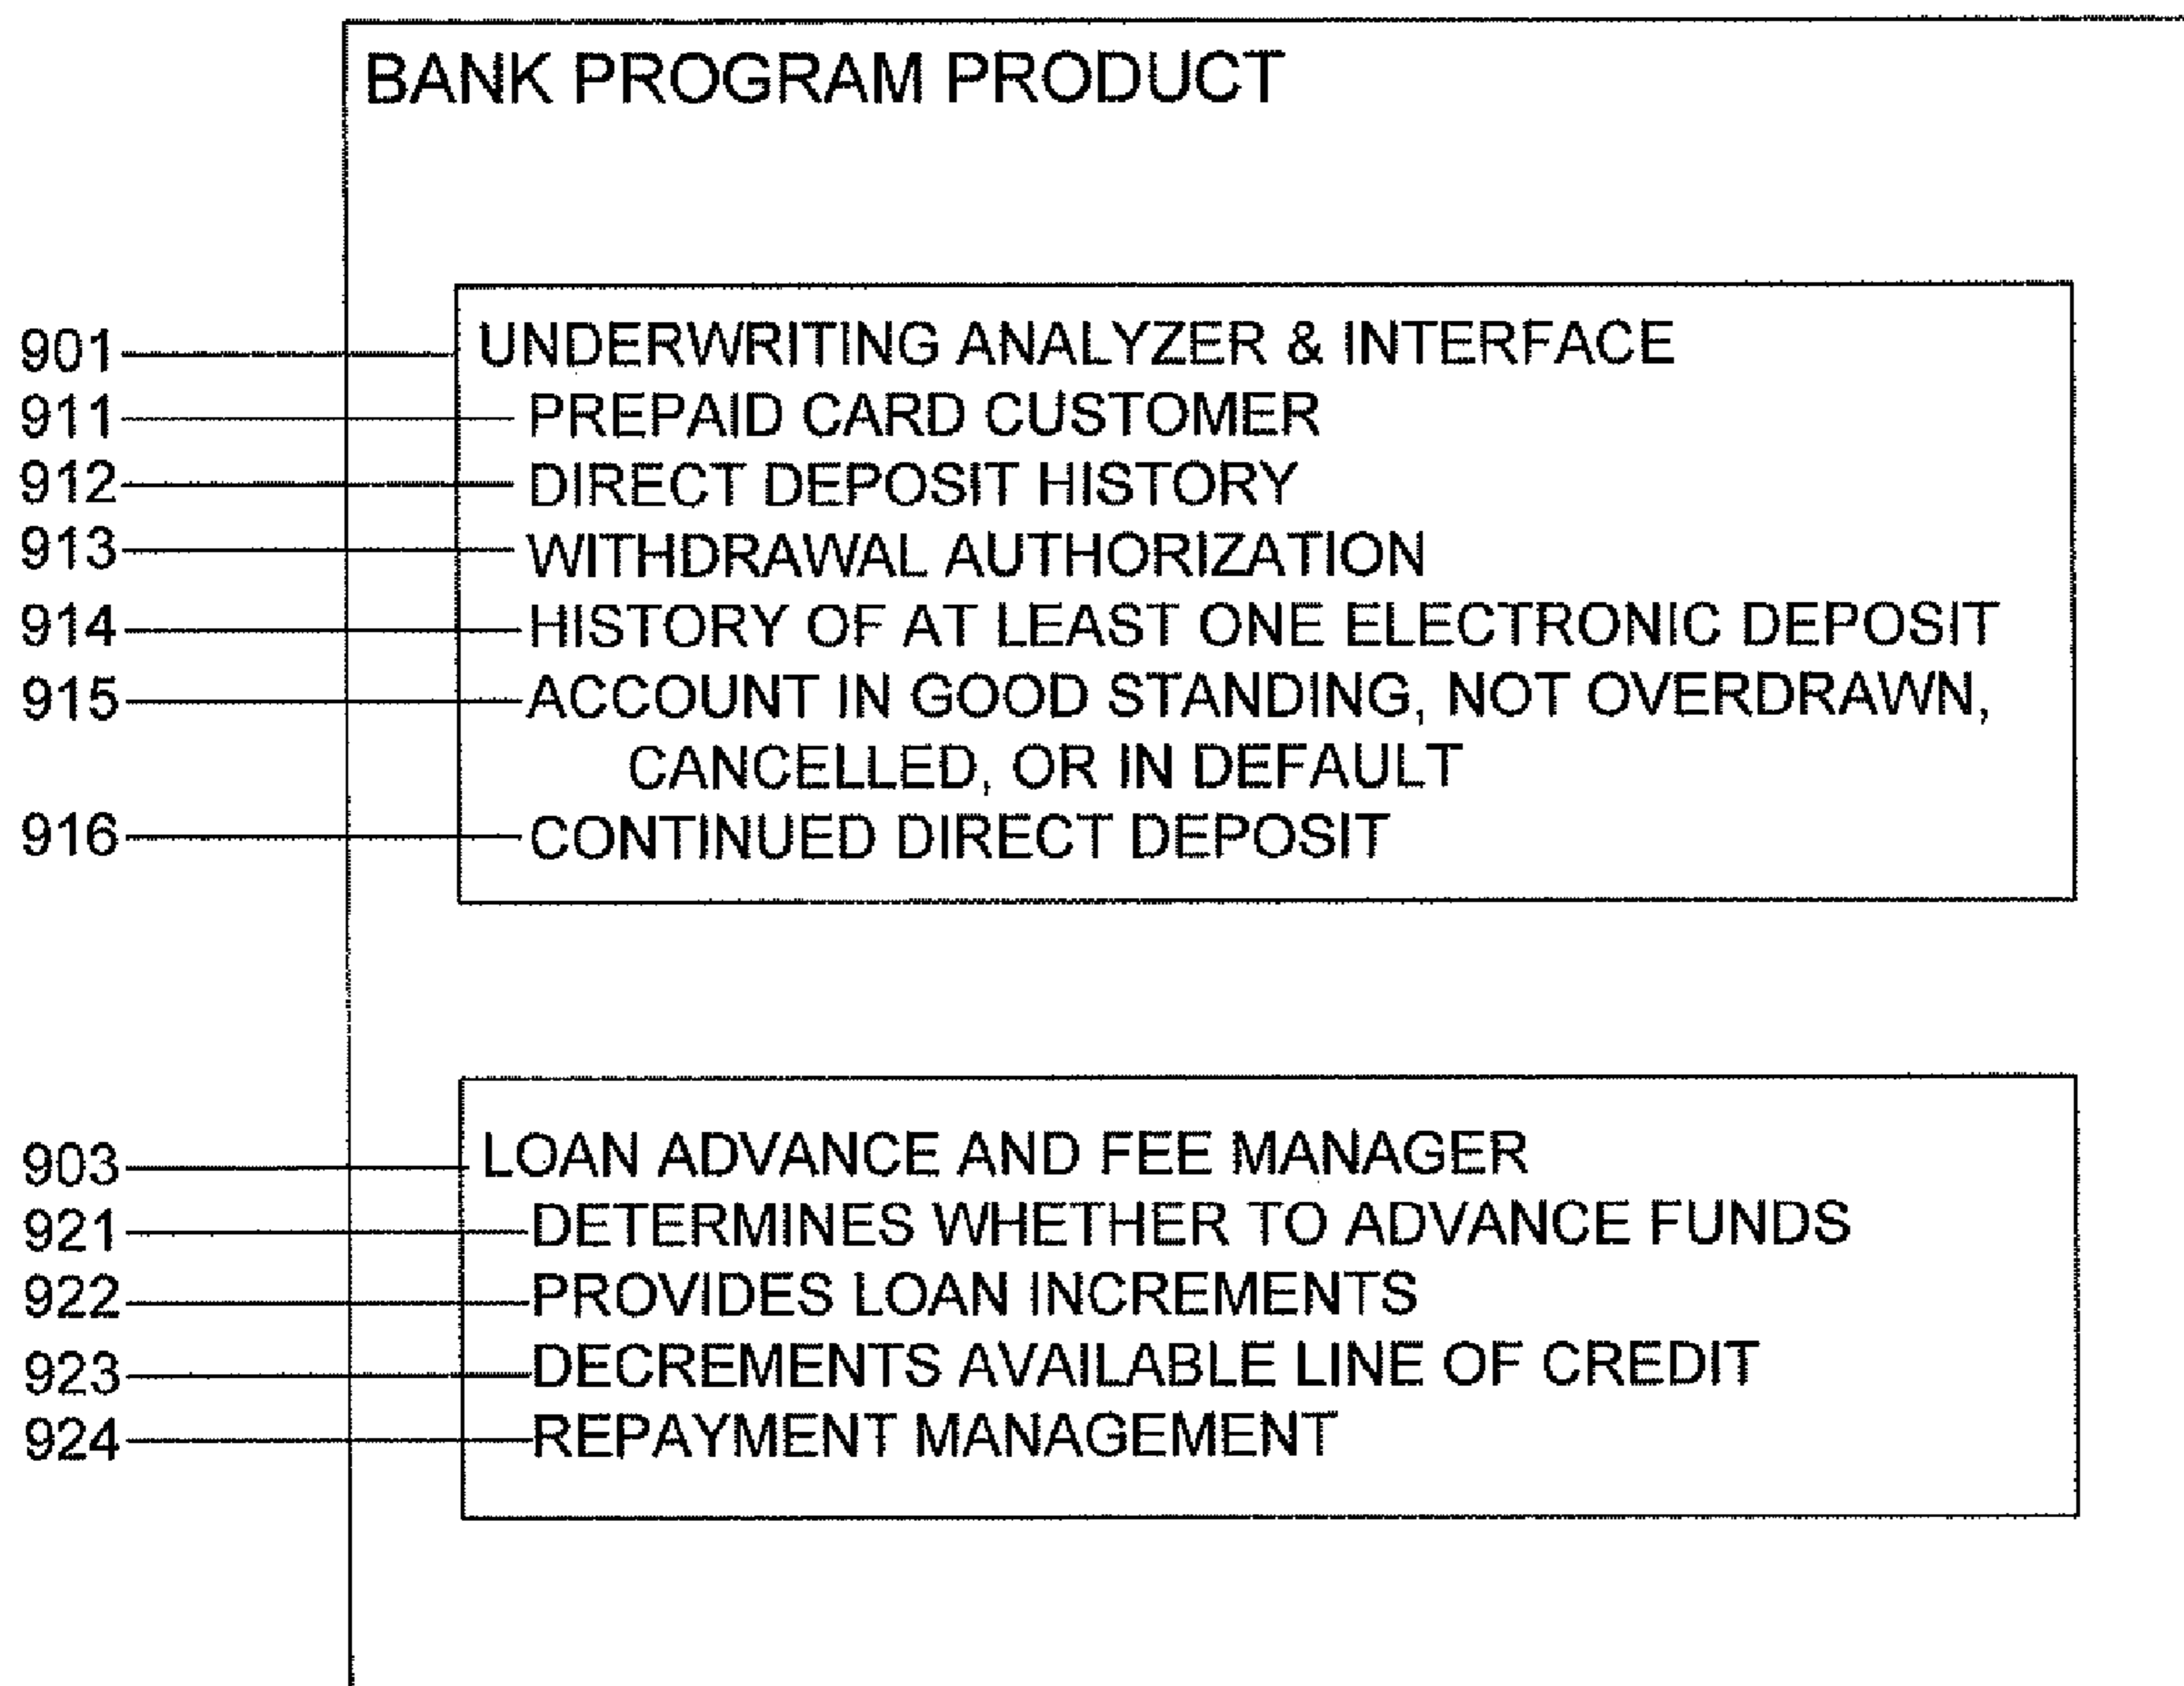 BANK PROGRAM PRODUCT
901 UNDERWRITING ANALYZER & INTERFACE
911 PREPAID CARD CUSTOMER
912 DIRECT DEPOSIT HISTORY
913 WITHDRAWAL AUTHORIZATION
914 HISTORY OF AT LEAST ONE ELECTRONIC DEPOSIT
915 ACCOUNT IN GOOD STANDING, NOT OVERDRAWN,
CANCELLED, OR IN DEFAULT
916 CONTINUED DIRECT DEPOSIT
903 LOAN ADVANCE AND FEE MANAGER
921 DETERMINES WHETHER TO ADVANCE FUNDS
922 PROVIDES LOAN INCREMENTS
923 DECREMENTS AVAILABLE LINE OF CREDIT
924 REPAYMENT MANAGEMENT